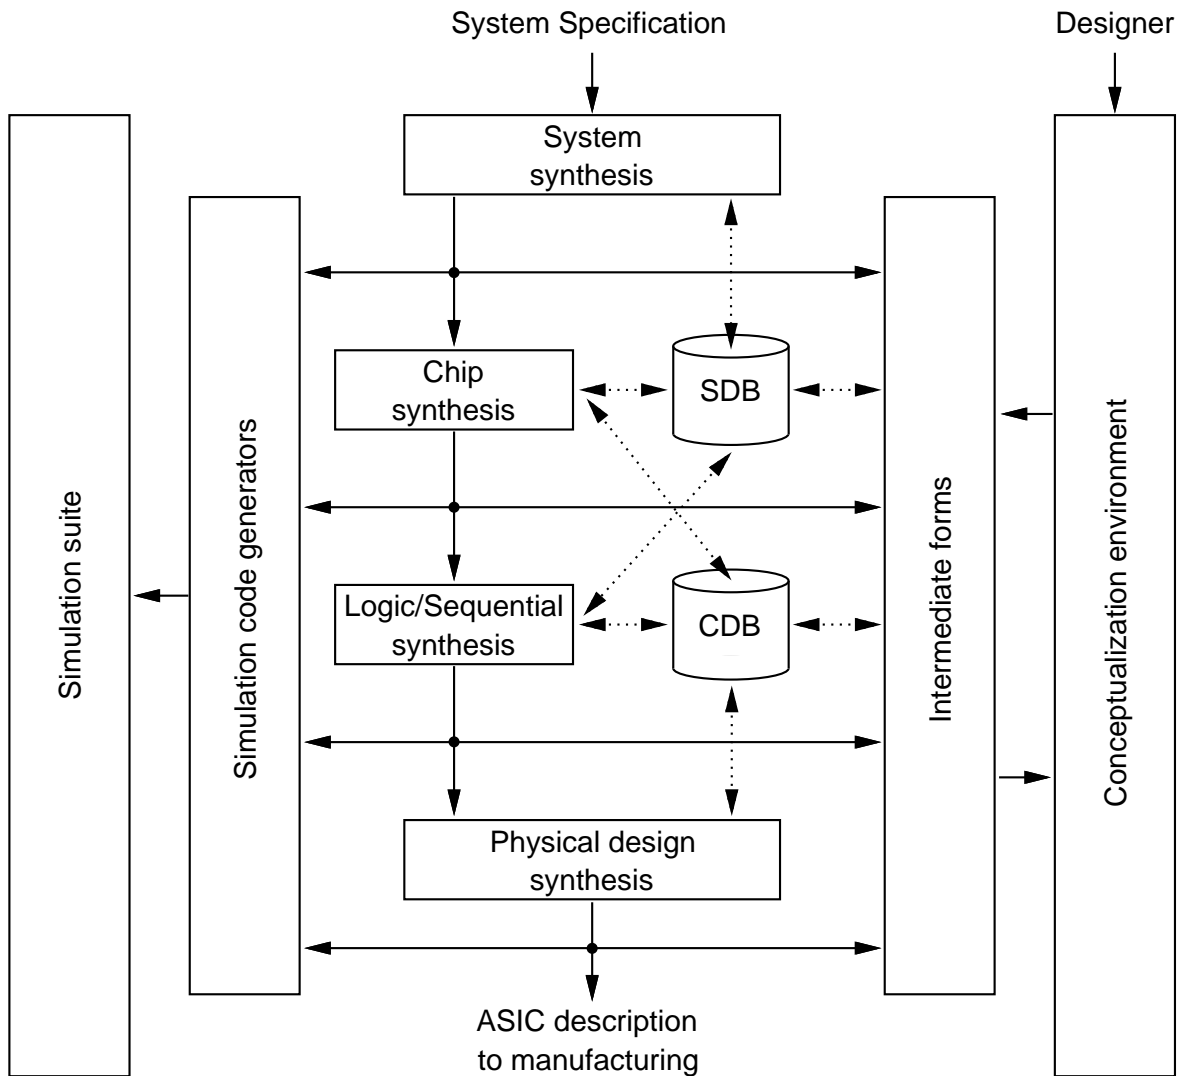 System Specification
Designer
System
synthesis
Chip
synthesis
SDB
Logic/Sequential
synthesis
CDB
Physical design
synthesis
ASIC description
to manufacturing
Simulation suite
Simulation code generators
Intermediate forms
Conceptualization environment